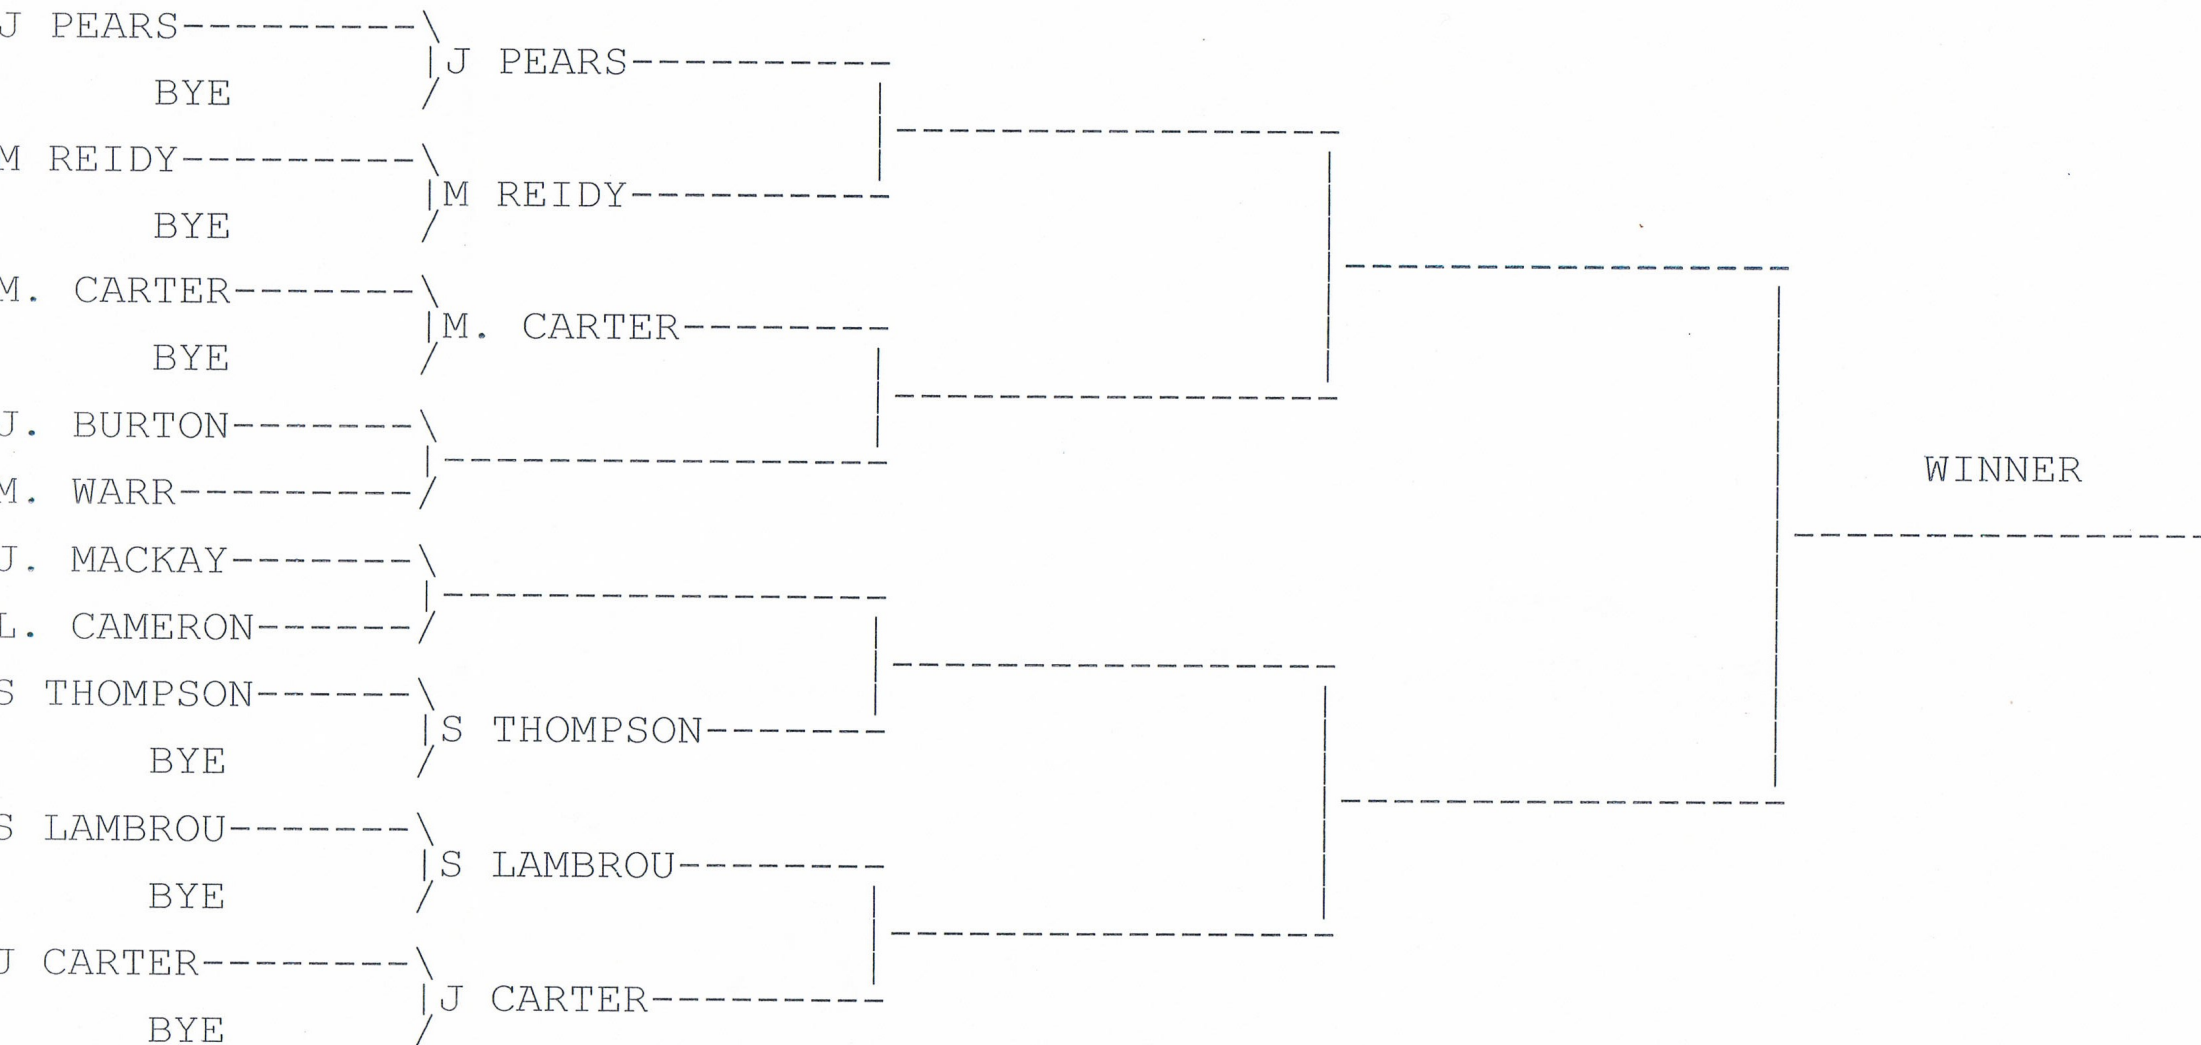 J PEARS
J PEARS
BYE
M REIDY
M REIDY
BYE
M. CARTER
M. CARTER
BYE
J. BURTON
WINNER
M. WARR
J. MACKAY
L. CAMERON
S THOMPSON
S THOMPSON
BYE
S LAMBROU
S LAMBROU
BYE
J CARTER
J CARTER
BYE